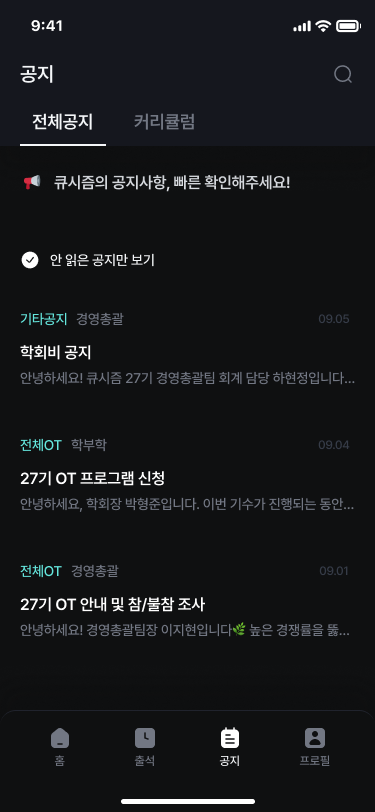 9:41
공지
전체공지 커리큘럼
큐시즘의 공지사항, 빠른 확인해주세요!
안 읽은 공지만 보기
기타공지 경영총괄 09.05
학회비 공지
안녕하세요! 큐시즘 27기 경영총괄팀 회계 담당 하현정입니다...
전체OT 학부학 09.04
27기 OT 프로그램 신청
안녕하세요, 학회장 박형준입니다. 이번 기수가 진행되는 동안...
전체OT 경영총괄 09.01
27기 OT 안내 및 참/불참 조사
안녕하세요! 경영총괄팀장 이지현입니다🌿 높은 경쟁률을 뚫...
홈 출석 공지 프로필